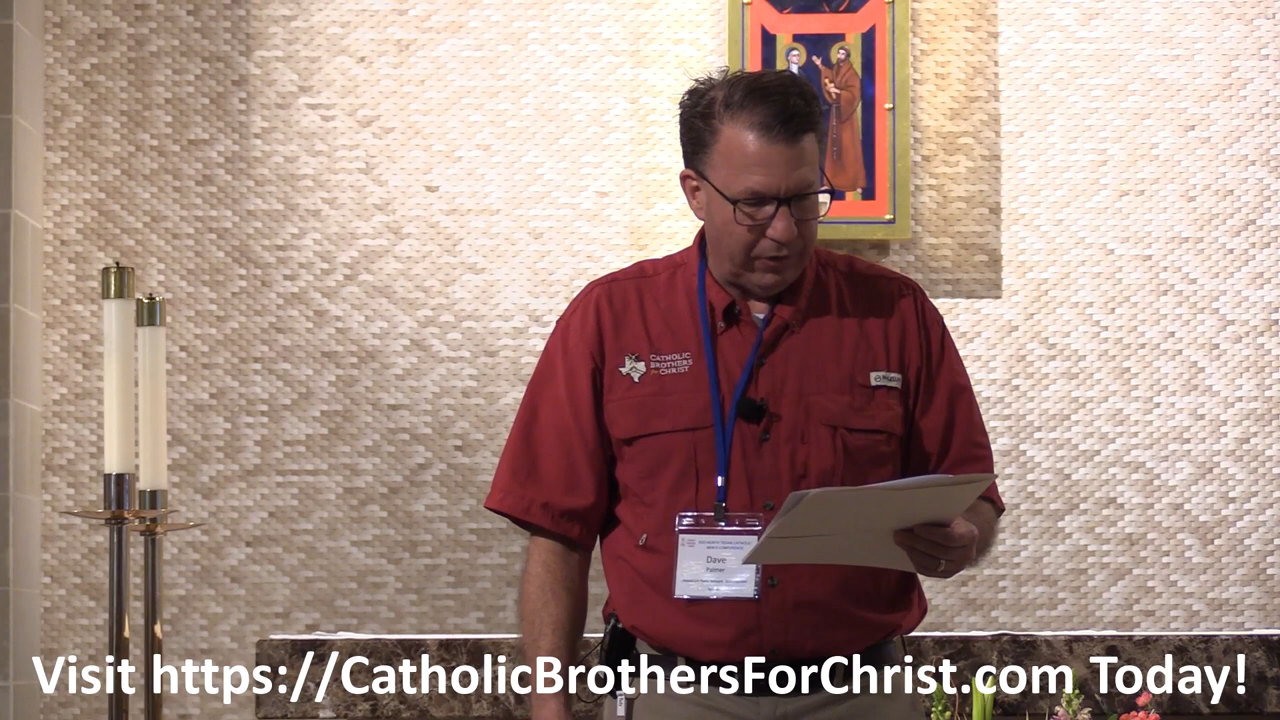 CATHOLIC
BROTHERS
for CHRIST
Dave
Palmer
Visit https://CatholicBrothersForChrist.com Today!